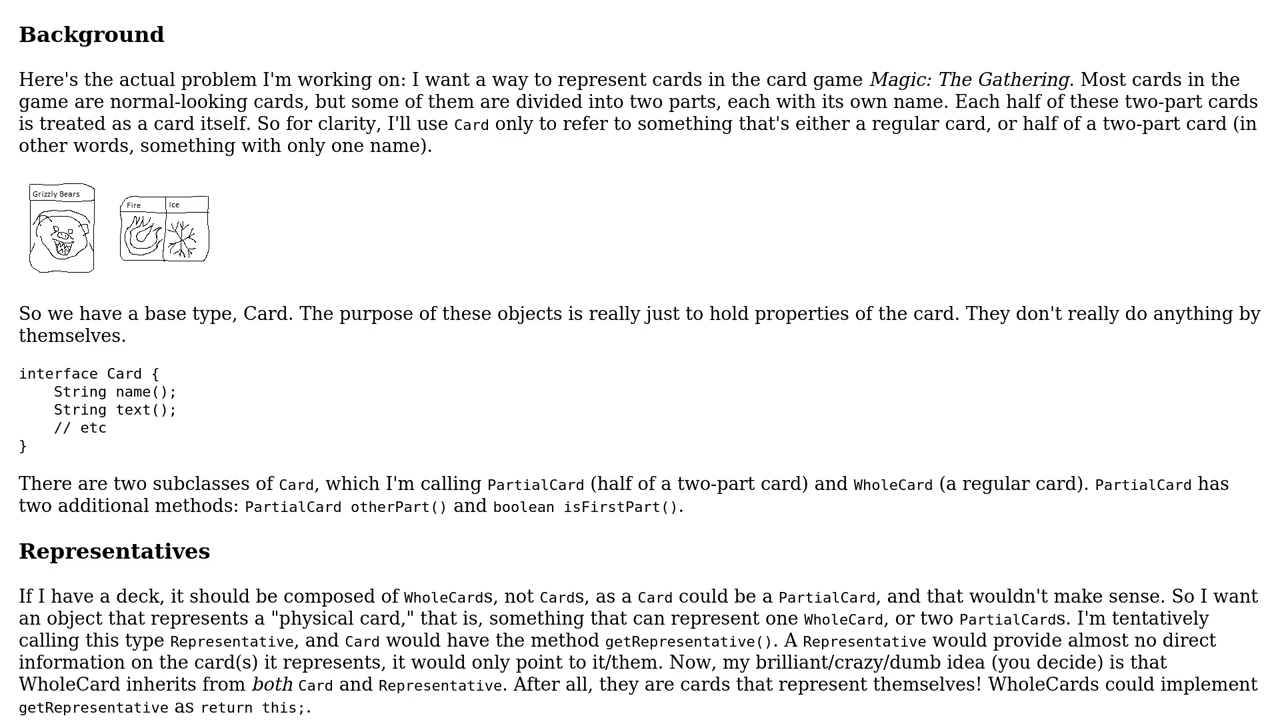 Background
Here's the actual problem I'm working on: I want a way to represent cards in the card game Magic: The Gathering. Most cards in the
game are normal-looking cards, but some of them are divided into two parts, each with its own name. Each half of these two-part cards
is treated as a card itself. So for clarity, I'll use Card only to refer to something that's either a regular card, or half of a two-part card (in
other words, something with only one name).
Grizzly Bears
Fire Ice
So we have a base type, Card. The purpose of these objects is really just to hold properties of the card. They don't really do anything by
themselves.
interface Card {
    String name();
    String text();
    // etc
}
There are two subclasses of Card, which I'm calling PartialCard (half of a two-part card) and WholeCard (a regular card). PartialCard has
two additional methods: PartialCard otherPart() and boolean isFirstPart().
Representatives
If I have a deck, it should be composed of WholeCards, not Cards, as a Card could be a PartialCard, and that wouldn't make sense. So I want
an object that represents a "physical card," that is, something that can represent one WholeCard, or two PartialCards. I'm tentatively
calling this type Representative, and Card would have the method getRepresentative(). A Representative would provide almost no direct
information on the card(s) it represents, it would only point to it/them. Now, my brilliant/crazy/dumb idea (you decide) is that
WholeCard inherits from both Card and Representative. After all, they are cards that represent themselves! WholeCards could implement
getRepresentative as return this;.